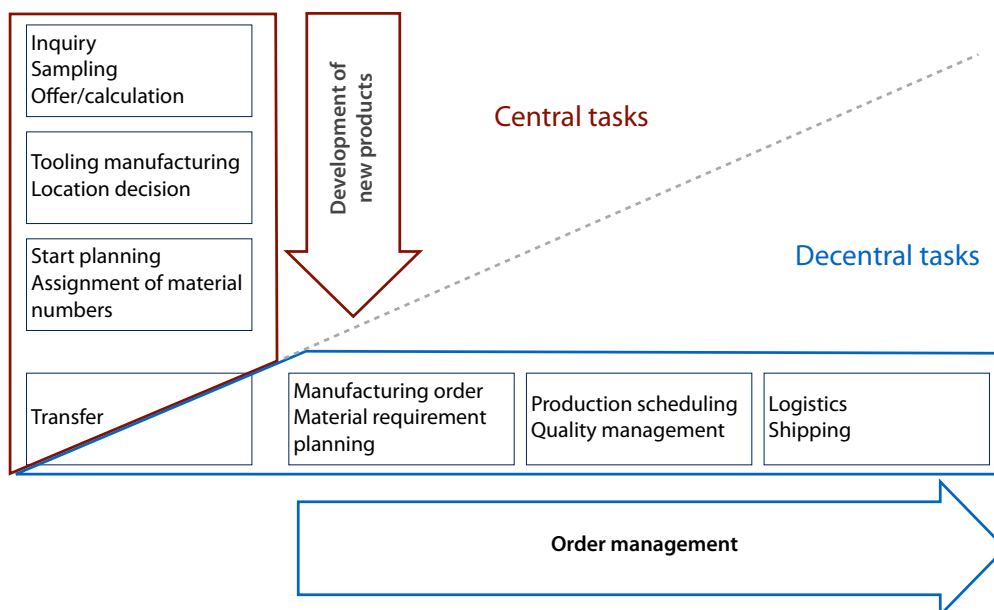 Inquiry
Sampling
Offer/calculation
Tooling manufacturing
Location decision
Start planning
Assignment of material
numbers
Transfer
Development of
new products
Central tasks
Decentral tasks
Manufacturing order
Material requirement
planning
Production scheduling
Quality management
Logistics
Shipping
Order management